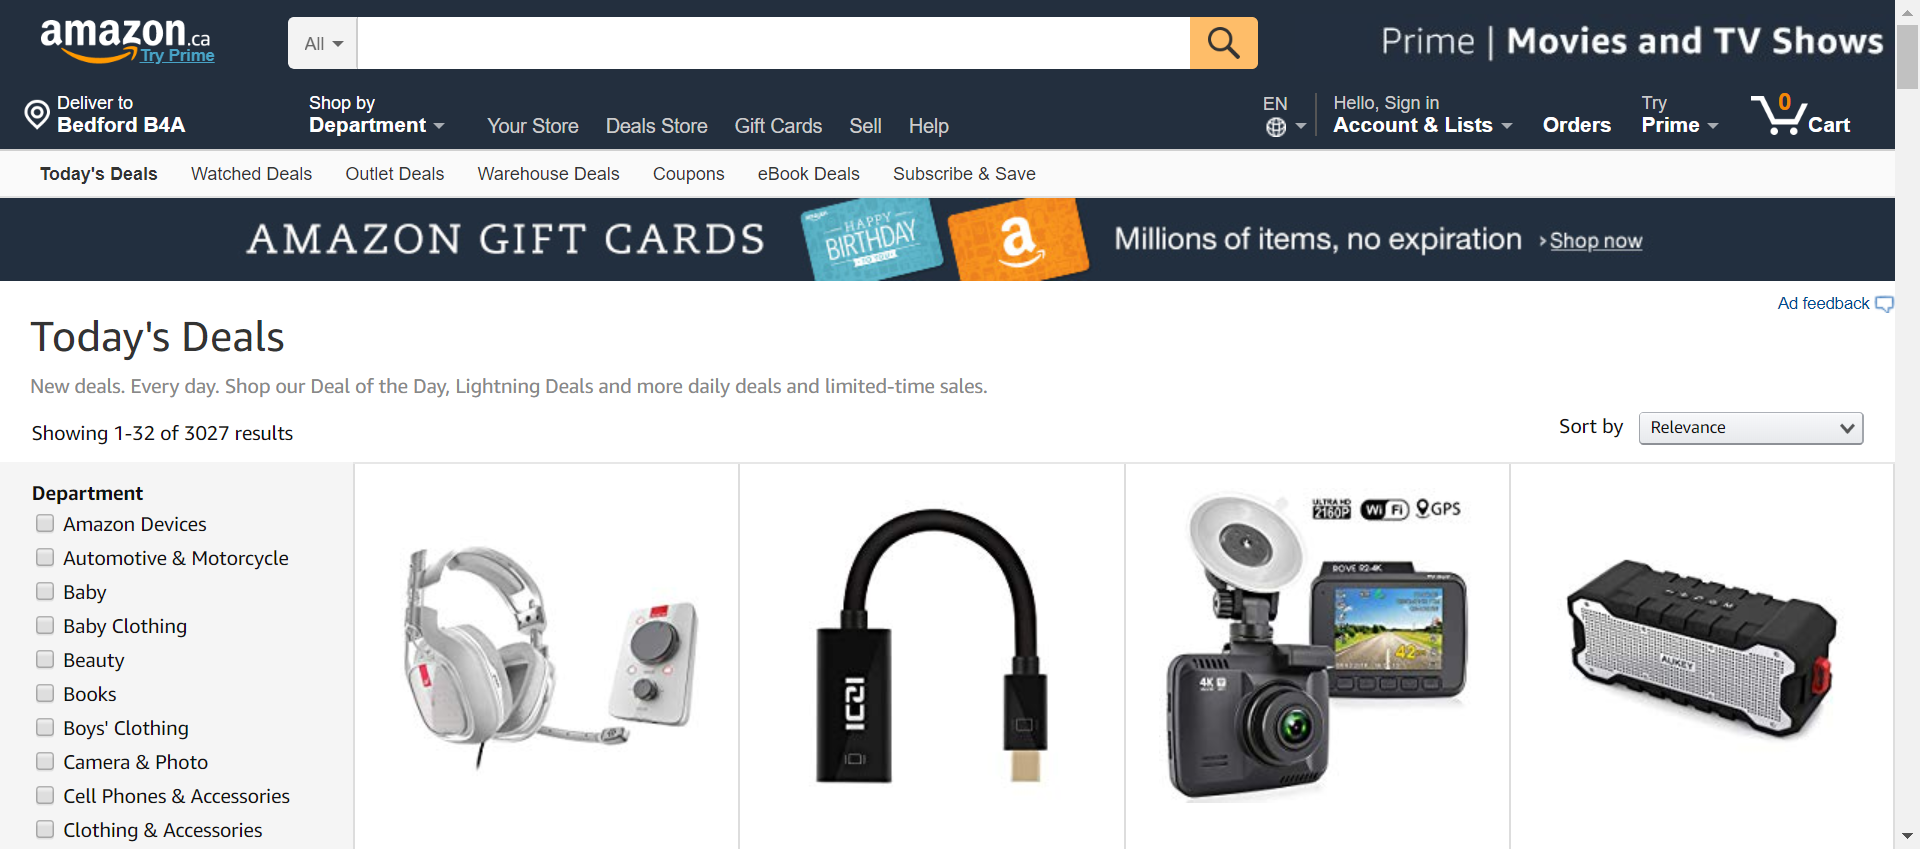 amazon.ca
Try Prime
All
Prime | Movies and TV Shows
Deliver to
Bedford B4A
Shop by
Department
Your Store
Deals Store
Gift Cards
Sell
Help
EN
Hello, Sign in
Account & Lists
Orders
Try
Prime
0
Cart
Today's Deals
Watched Deals
Outlet Deals
Warehouse Deals
Coupons
eBook Deals
Subscribe & Save
AMAZON GIFT CARDS
HAPPY
BIRTHDAY
TO YOU
a
Millions of items, no expiration
Shop now
Ad feedback
Today's Deals
New deals. Every day. Shop our Deal of the Day, Lightning Deals and more daily deals and limited-time sales.
Showing 1-32 of 3027 results
Sort by
Relevance
Department
Amazon Devices
Automotive & Motorcycle
Baby
Baby Clothing
Beauty
Books
Boys' Clothing
Camera & Photo
Cell Phones & Accessories
Clothing & Accessories
ULTRA HD
2160P
Wi Fi
GPS
ROVE R2-4K
4K
AUKEY